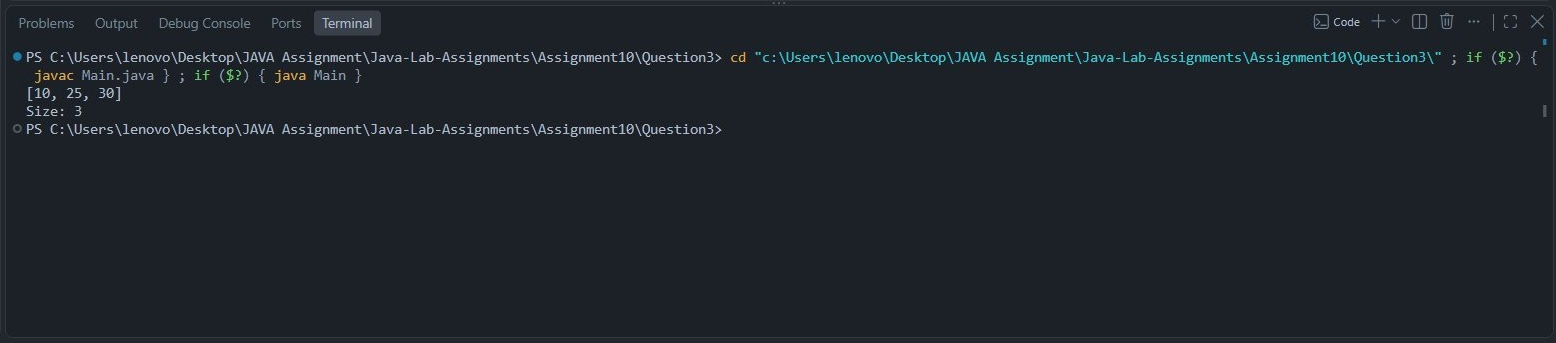 Problems Output Debug Console Ports Terminal Code
PS C:\Users\lenovo\Desktop\JAVA Assignment\Java-Lab-Assignments\Assignment10\Question3> cd "c:\Users\lenovo\Desktop\JAVA Assignment\Java-Lab-Assignments\Assignment10\Question3\" ; if ($?) {
javac Main.java } ; if ($?) { java Main }
[10, 25, 30]
Size: 3
PS C:\Users\lenovo\Desktop\JAVA Assignment\Java-Lab-Assignments\Assignment10\Question3>